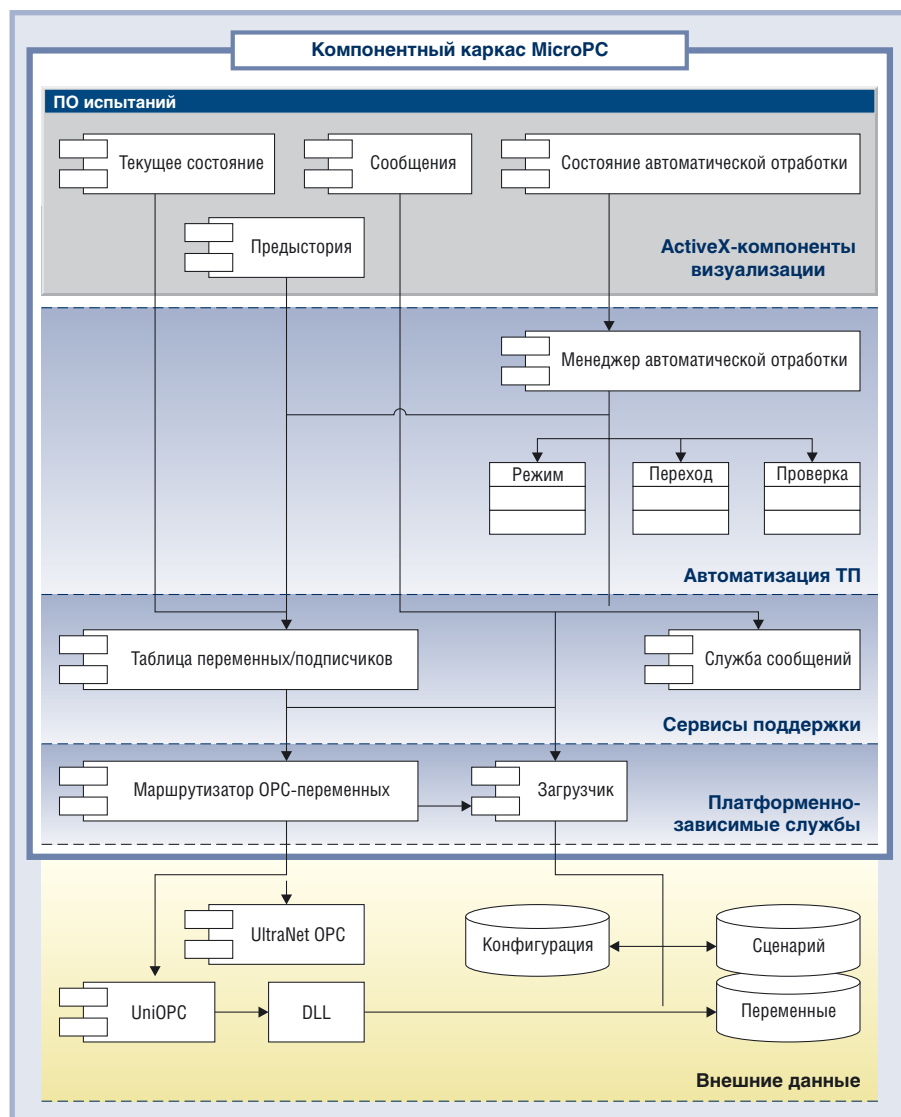 Компонентный каркас MicroPC
ПО испытаний
Текущее состояние
Сообщения
Состояние автоматической отработки
Предыстория
ActiveX-компоненты
визуализации
Менеджер автоматической отработки
Режим
Переход
Проверка
Автоматизация ТП
Таблица переменных/подписчиков
Служба сообщений
Сервисы поддержки
Маршрутизатор OPC-переменных
Загрузчик
Платформенно-
зависимые службы
UltraNet OPC
Конфигурация
Сценарий
UniOPC
DLL
Переменные
Внешние данные